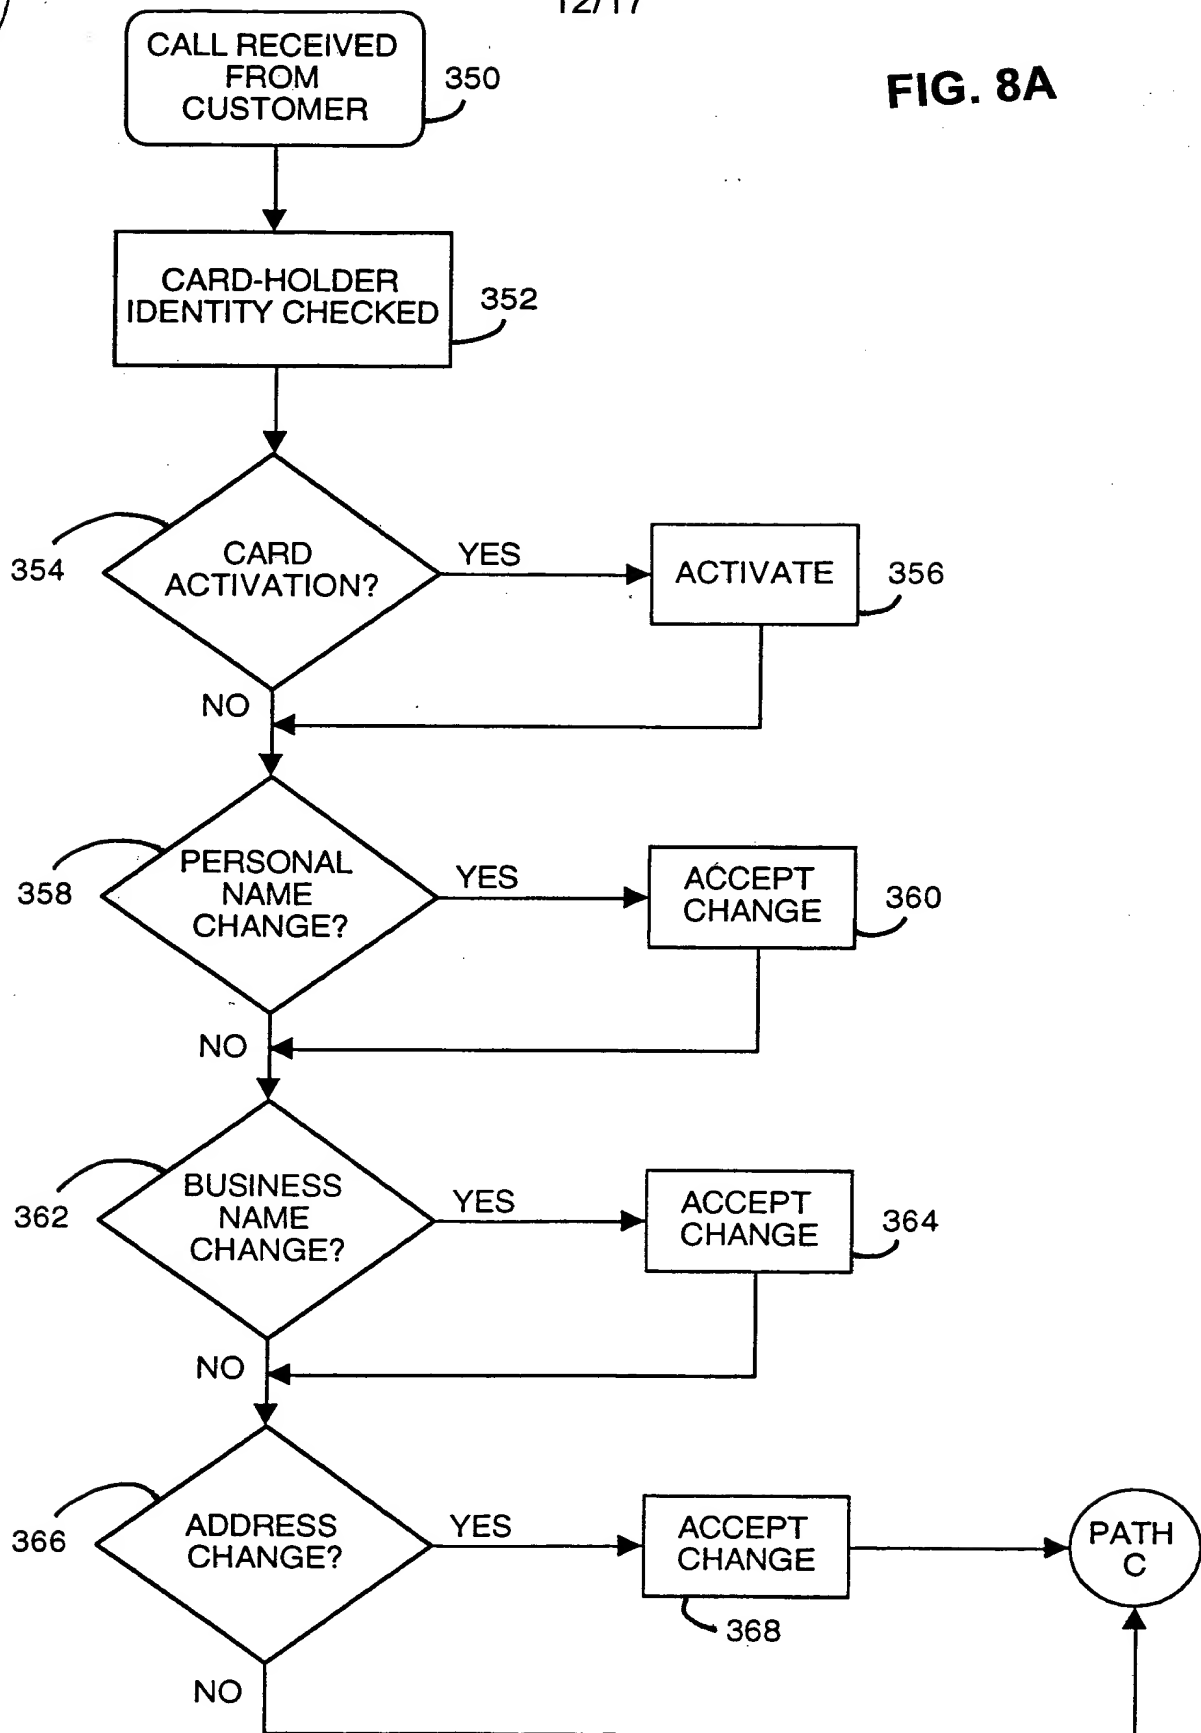 12/17
FIG. 8A
CALL RECEIVED
FROM
CUSTOMER
350
CARD-HOLDER
IDENTITY CHECKED
352
354
CARD
ACTIVATION?
YES
ACTIVATE
356
NO
358
PERSONAL
NAME
CHANGE?
YES
ACCEPT
CHANGE
360
NO
362
BUSINESS
NAME
CHANGE?
YES
ACCEPT
CHANGE
364
NO
366
ADDRESS
CHANGE?
YES
ACCEPT
CHANGE
368
PATH
C
NO